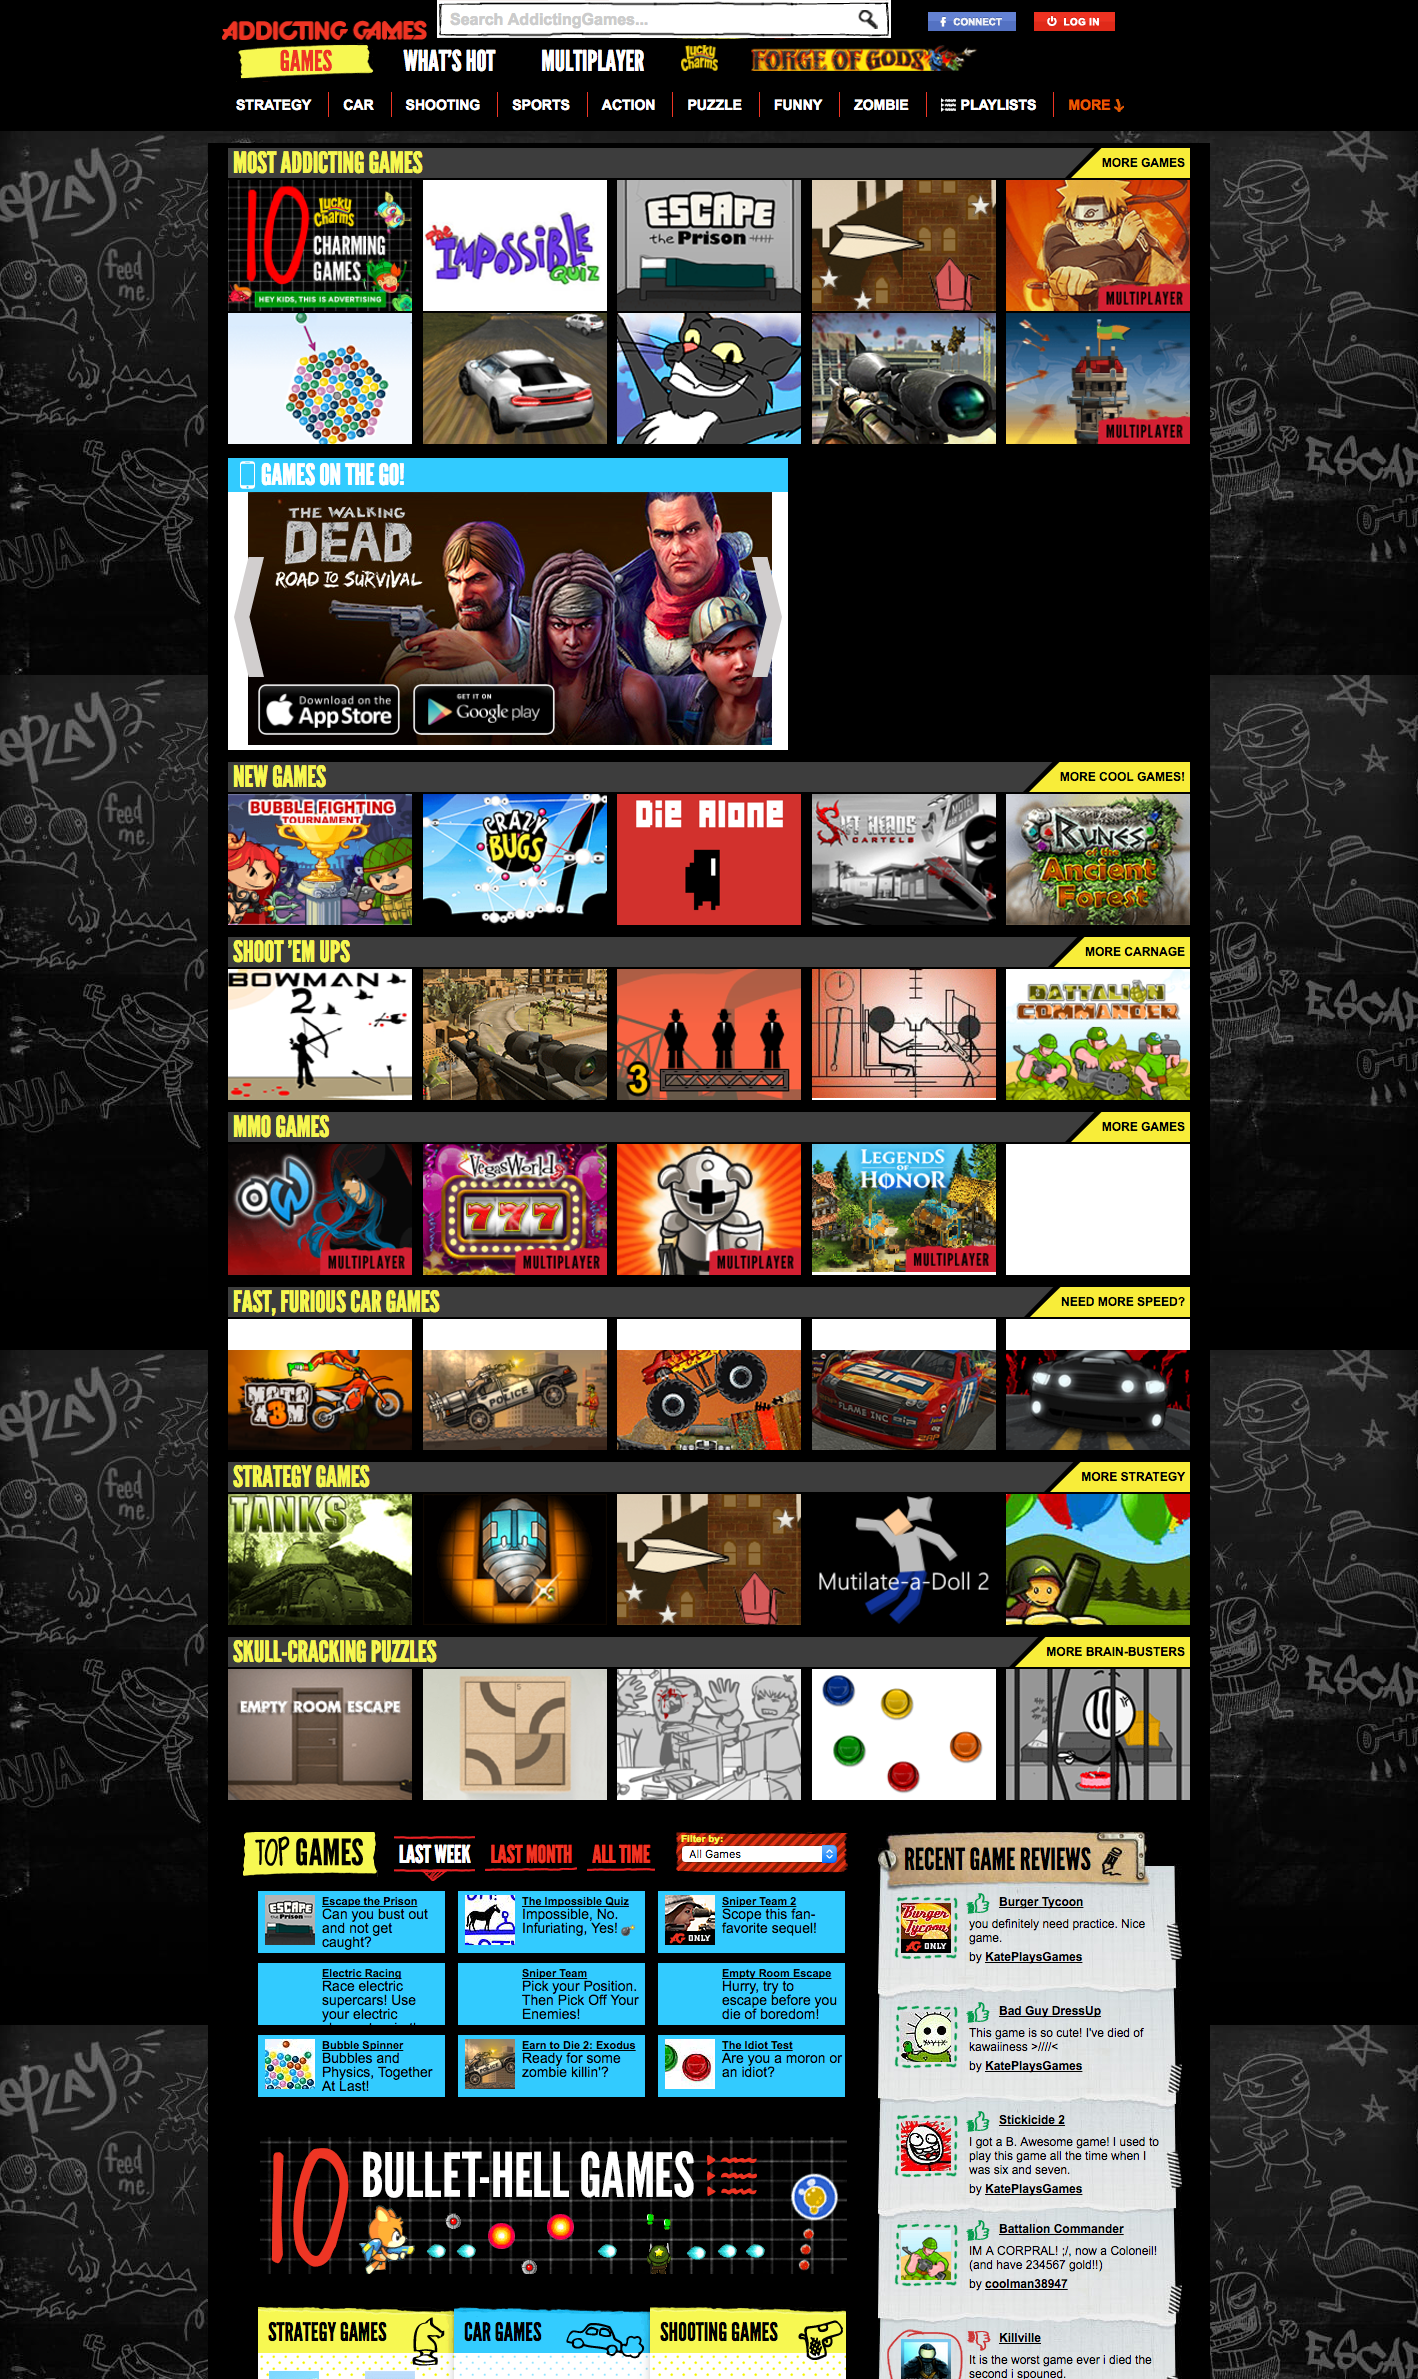 ADDICTING GAMES
Search AddictingGames...
CONNECT
LOG IN
GAMES
WHAT'S HOT
MULTIPLAYER
Lucky Charms
FORGE OF GODS
STRATEGY
CAR
SHOOTING
SPORTS
ACTION
PUZZLE
FUNNY
ZOMBIE
PLAYLISTS
MORE
MOST ADDICTING GAMES
MORE GAMES
10
Lucky Charms
CHARMING
GAMES
HEY KIDS, THIS IS ADVERTISING
the IMPOSSIBLE QUIZ
ESCAPE
the Prison
MULTIPLAYER
MULTIPLAYER
GAMES ON THE GO!
THE WALKING
DEAD
ROAD TO SURVIVAL
Download on the
App Store
GET IT ON
Google play
NEW GAMES
MORE COOL GAMES!
BUBBLE FIGHTING
TOURNAMENT
CRAZY
BUGS
Die Alone
SIFT HEADS
CARTELS
MOTEL
RUNES
of the
Ancient
Forest
SHOOT 'EM UPS
MORE CARNAGE
BOWMAN
2
3
BATTALION
COMMANDER
MMO GAMES
MORE GAMES
MULTIPLAYER
VegasWorld
777
MULTIPLAYER
MULTIPLAYER
LEGENDS
OF
HONOR
MULTIPLAYER
FAST, FURIOUS CAR GAMES
NEED MORE SPEED?
MOTO
X3M
POLICE
FLAME INC
STRATEGY GAMES
MORE STRATEGY
TANKS
Mutilate-a-Doll 2
SKULL-CRACKING PUZZLES
MORE BRAIN-BUSTERS
EMPTY ROOM ESCAPE
5
TOP GAMES
LAST WEEK
LAST MONTH
ALL TIME
Filter by:
All Games
Escape the Prison
Can you bust out
and not get
caught?
The Impossible Quiz
Impossible, No.
Infuriating, Yes!
Sniper Team 2
Scope this fan-
favorite sequel!
AG ONLY
Electric Racing
Race electric
supercars! Use
your electric
Sniper Team
Pick your Position.
Then Pick Off Your
Enemies!
Empty Room Escape
Hurry, try to
escape before you
die of boredom!
Bubble Spinner
Bubbles and
Physics, Together
At Last!
Earn to Die 2: Exodus
Ready for some
zombie killin'?
The Idiot Test
Are you a moron or
an idiot?
10
BULLET-HELL GAMES
STRATEGY GAMES
CAR GAMES
SHOOTING GAMES
RECENT GAME REVIEWS
Burger
Tycoon
AG ONLY
Burger Tycoon
you definitely need practice. Nice
game.
by KatePlaysGames
Bad Guy DressUp
This game is so cute! I've died of
kawaiiness >////<
by KatePlaysGames
Stickicide 2
I got a B. Awesome game! I used to
play this game all the time when I
was six and seven.
by KatePlaysGames
Battalion Commander
IM A CORPRAL! ;/, now a Coloneil!
(and have 234567 gold!!)
by coolman38947
Killville
It is the worst game ever i died the
second i spouned.
feed
me.
NINJA
ESCAPE